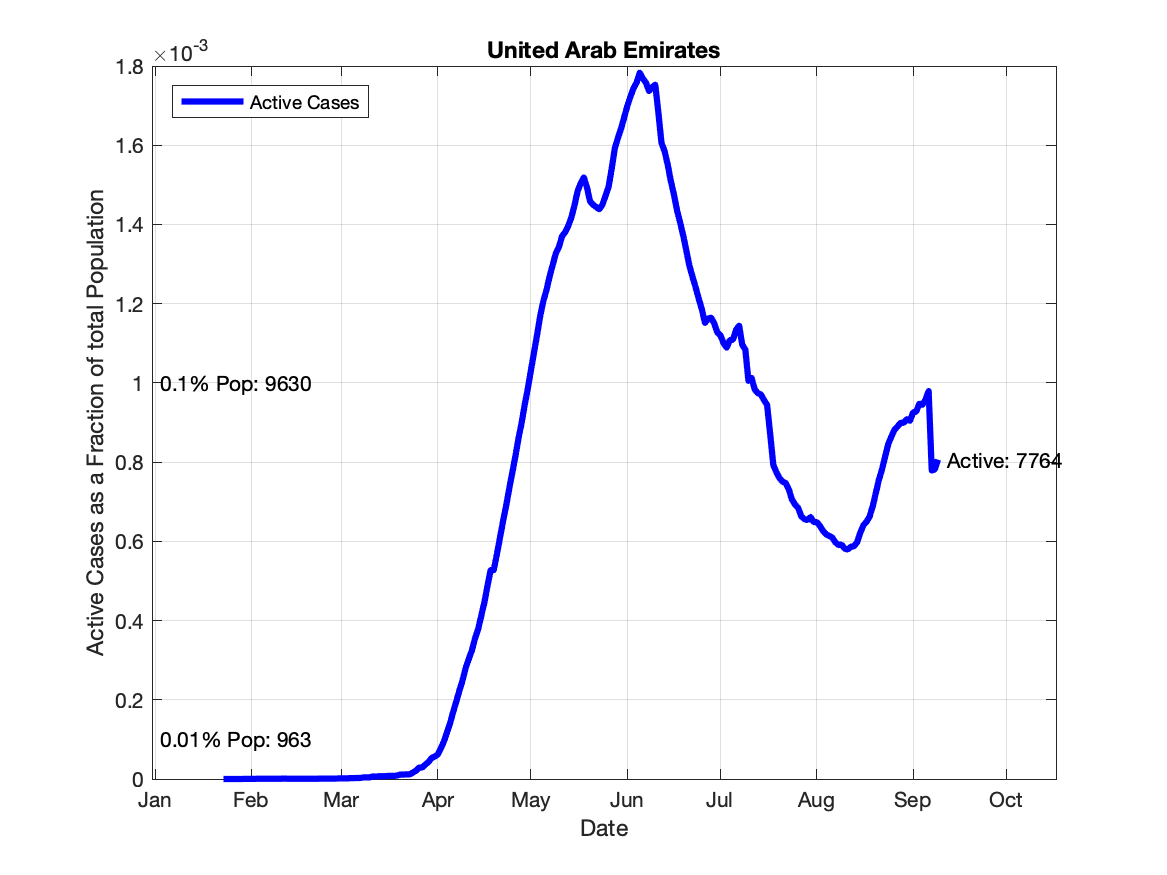 United Arab Emirates
×10-3
Active Cases
1.8
1.6
1.4
1.2
1
0.8
0.6
0.4
0.2
0
Active Cases as a Fraction of total Population
0.1% Pop: 9630
Active: 7764
0.01% Pop: 963
Jan Feb Mar Apr May Jun Jul Aug Sep Oct
Date